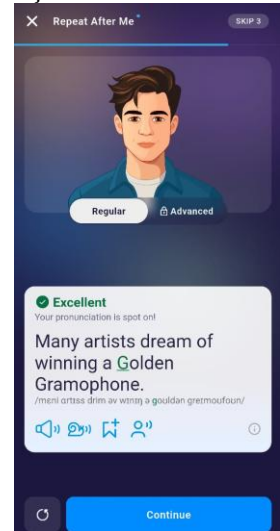 Repeat After Me
SKIP 3
Regular
Advanced
Excellent
Your pronunciation is spot on!
Many artists dream of
winning a Golden
Gramophone.
Continue